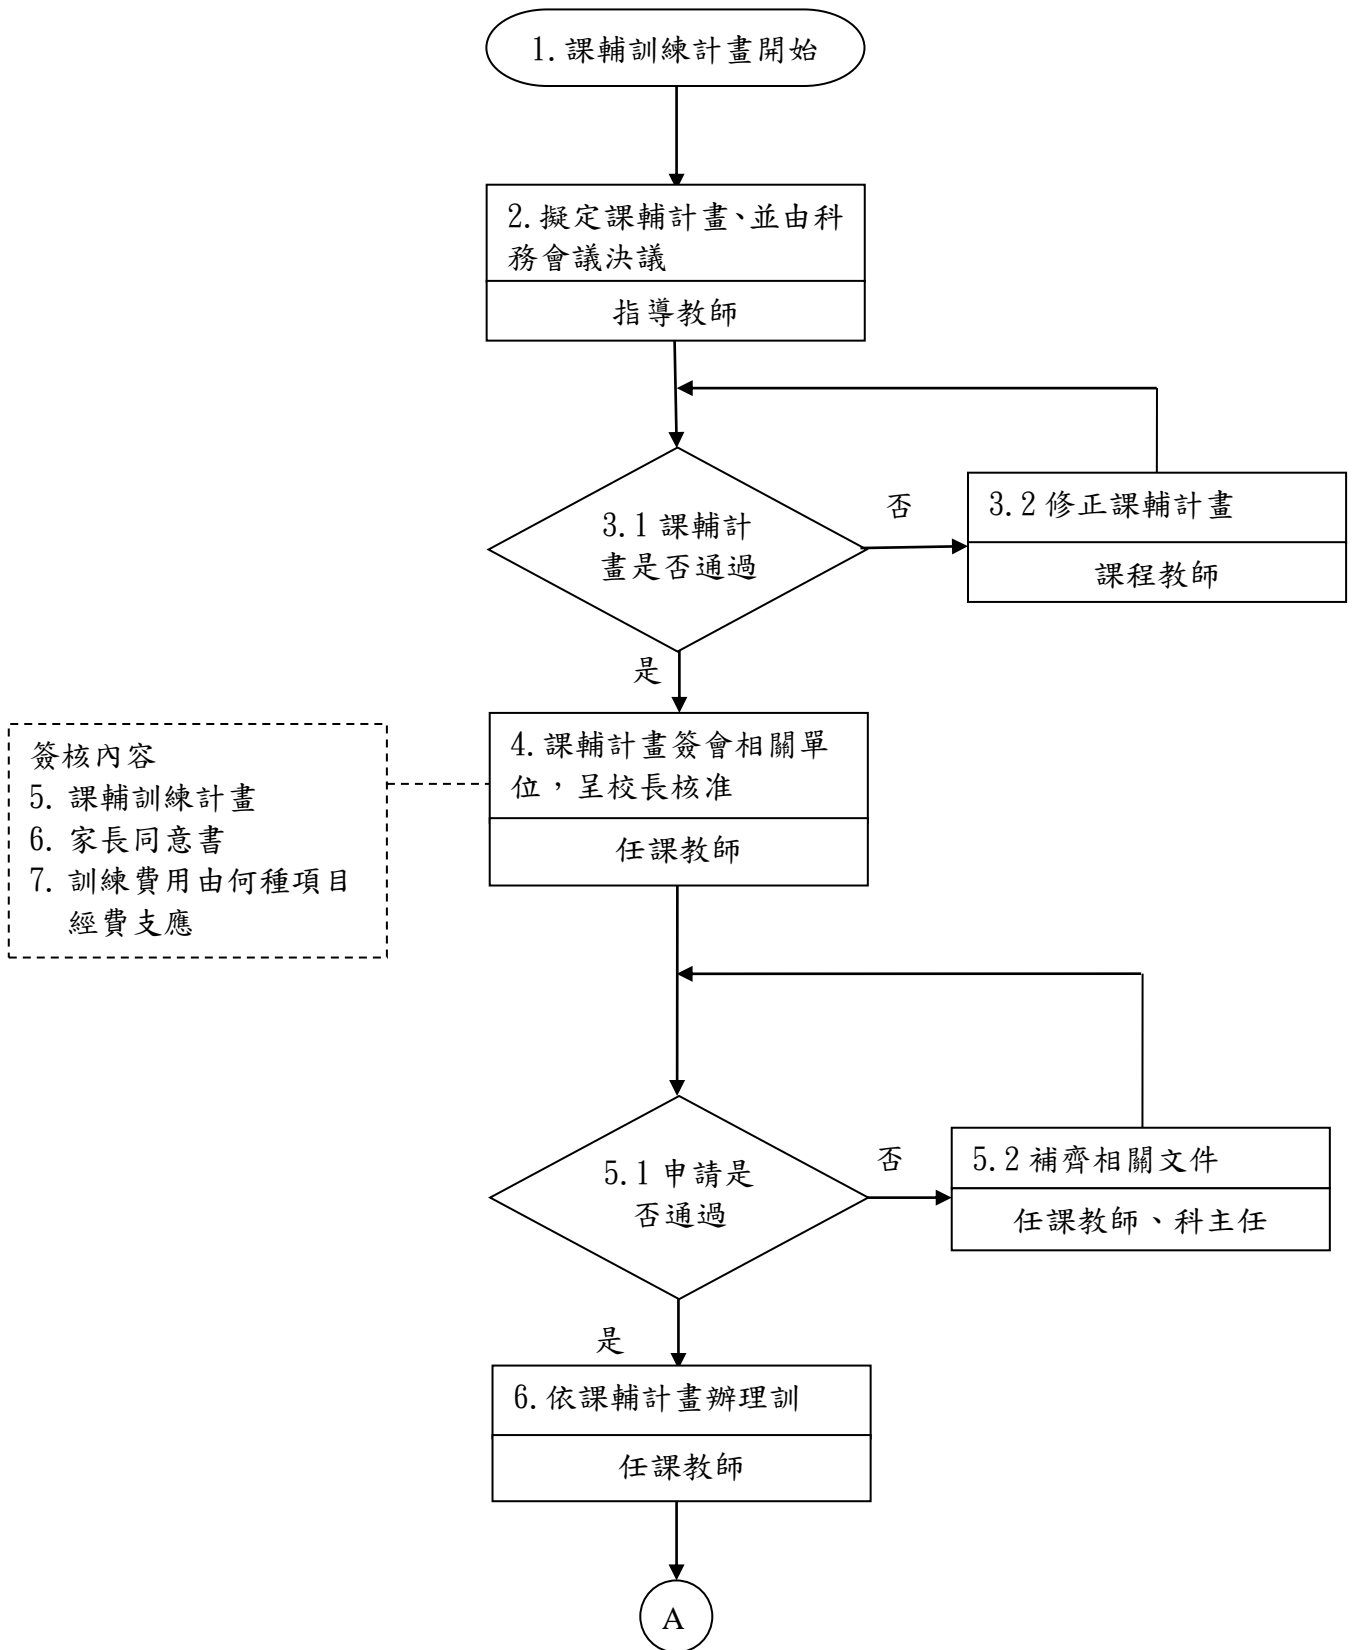 1.課輔訓練計畫開始
2.擬定課輔計畫、並由科
務會議決議
指導教師
3.1 課輔計
畫是否通過
否
3.2 修正課輔計畫
課程教師
是
簽核內容
5. 課輔訓練計畫
6. 家長同意書
7. 訓練費用由何種項目
經費支應
4.課輔計畫簽會相關單
位，呈校長核准
任課教師
5.1 申請是
否通過
否
5.2 補齊相關文件
任課教師、科主任
是
6.依課輔計畫辦理訓
任課教師
A